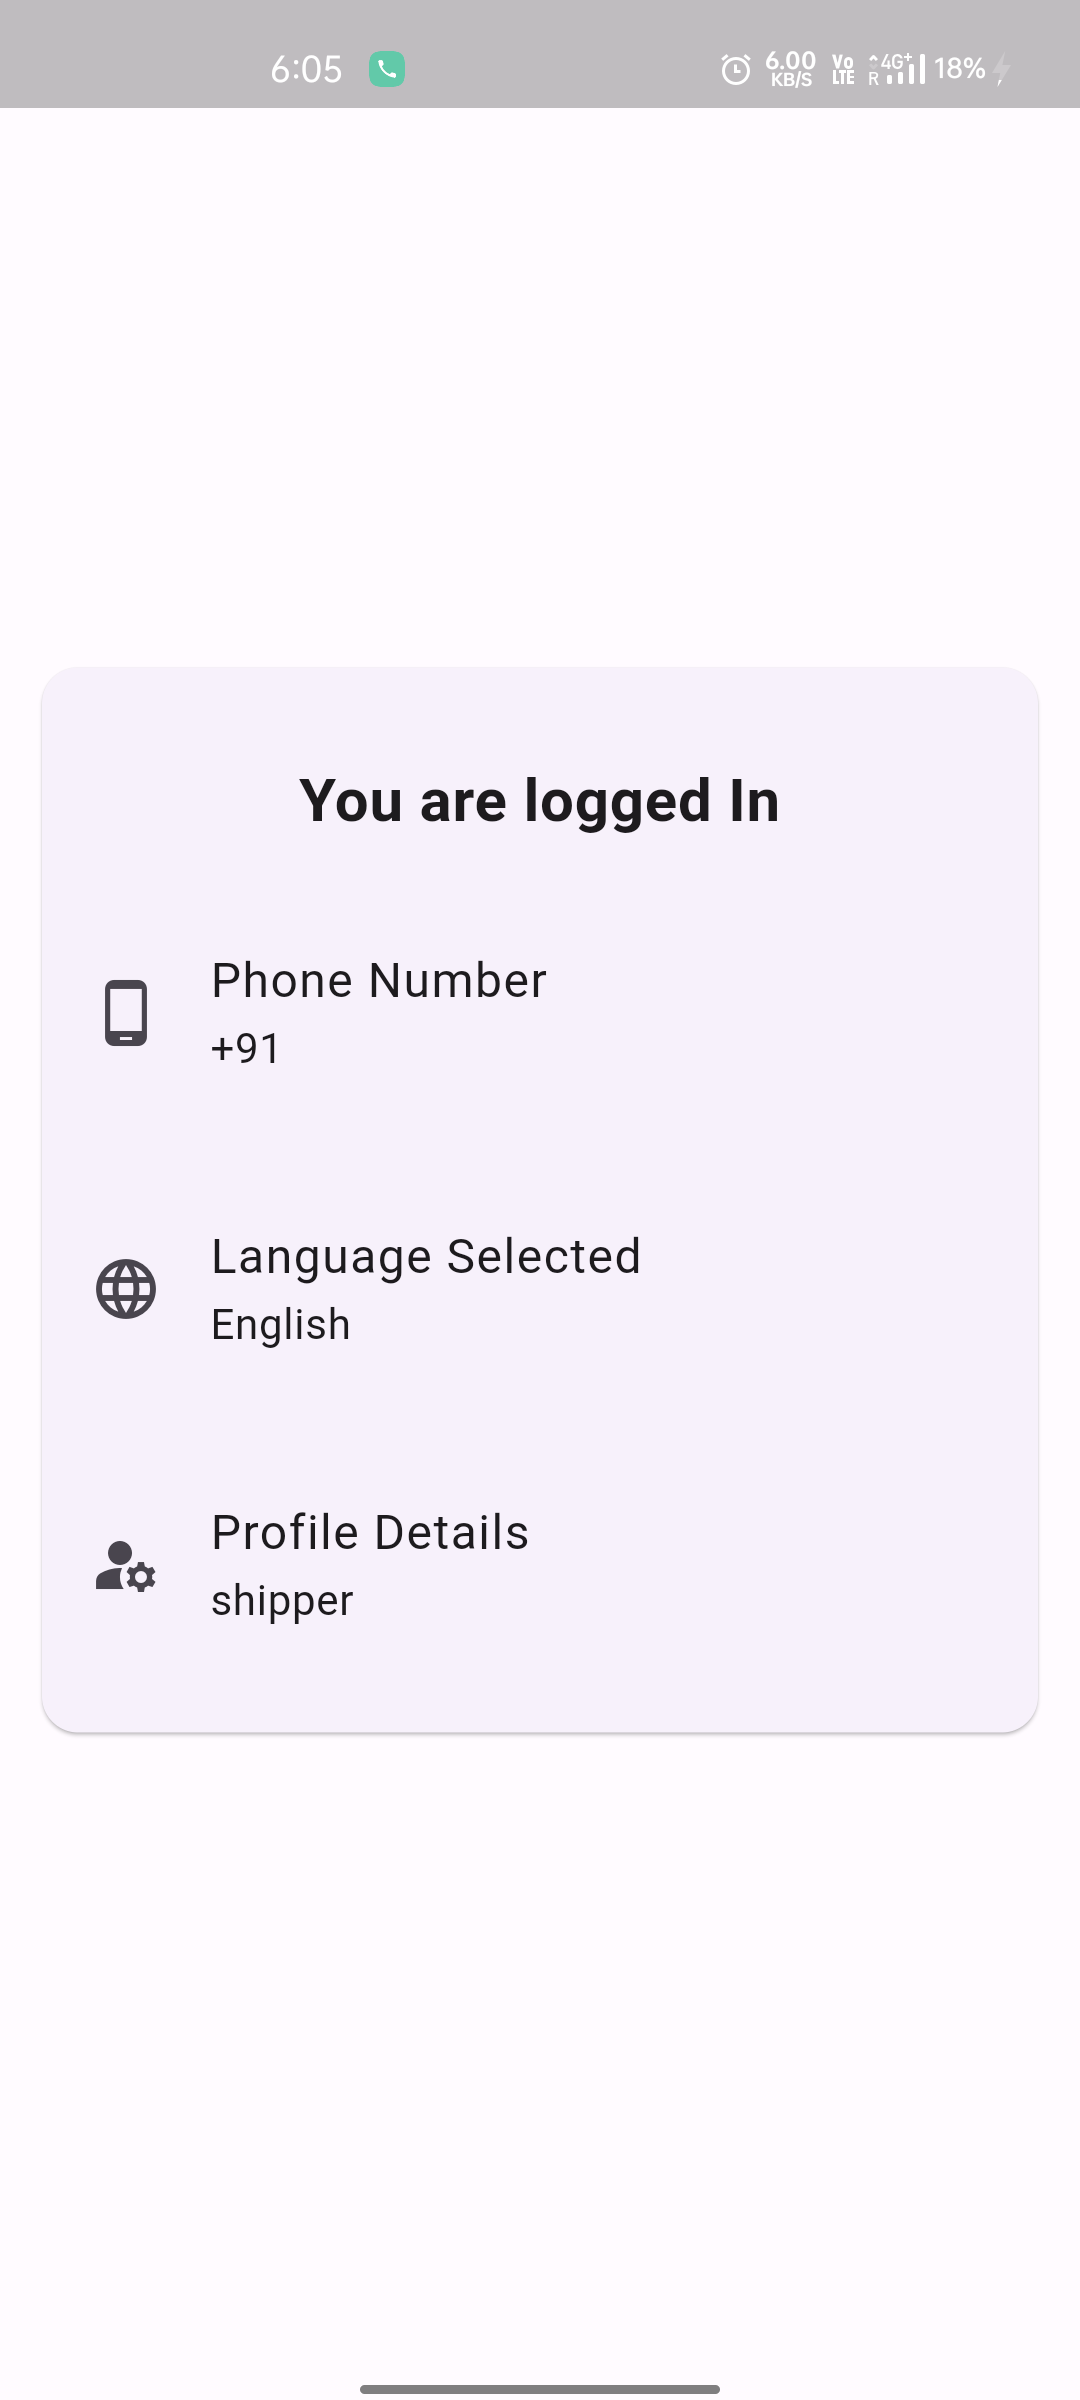 6:05 6.00 KB/S Vo LTE R 4G+ 18%
You are logged In
Phone Number
+91
Language Selected
English
Profile Details
shipper